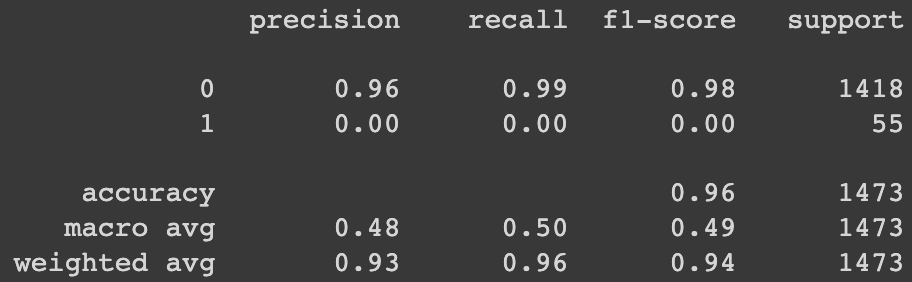 precision recall f1-score support
0 0.96 0.99 0.98 1418
1 0.00 0.00 0.00 55
accuracy 0.96 1473
macro avg 0.48 0.50 0.49 1473
weighted avg 0.93 0.96 0.94 1473